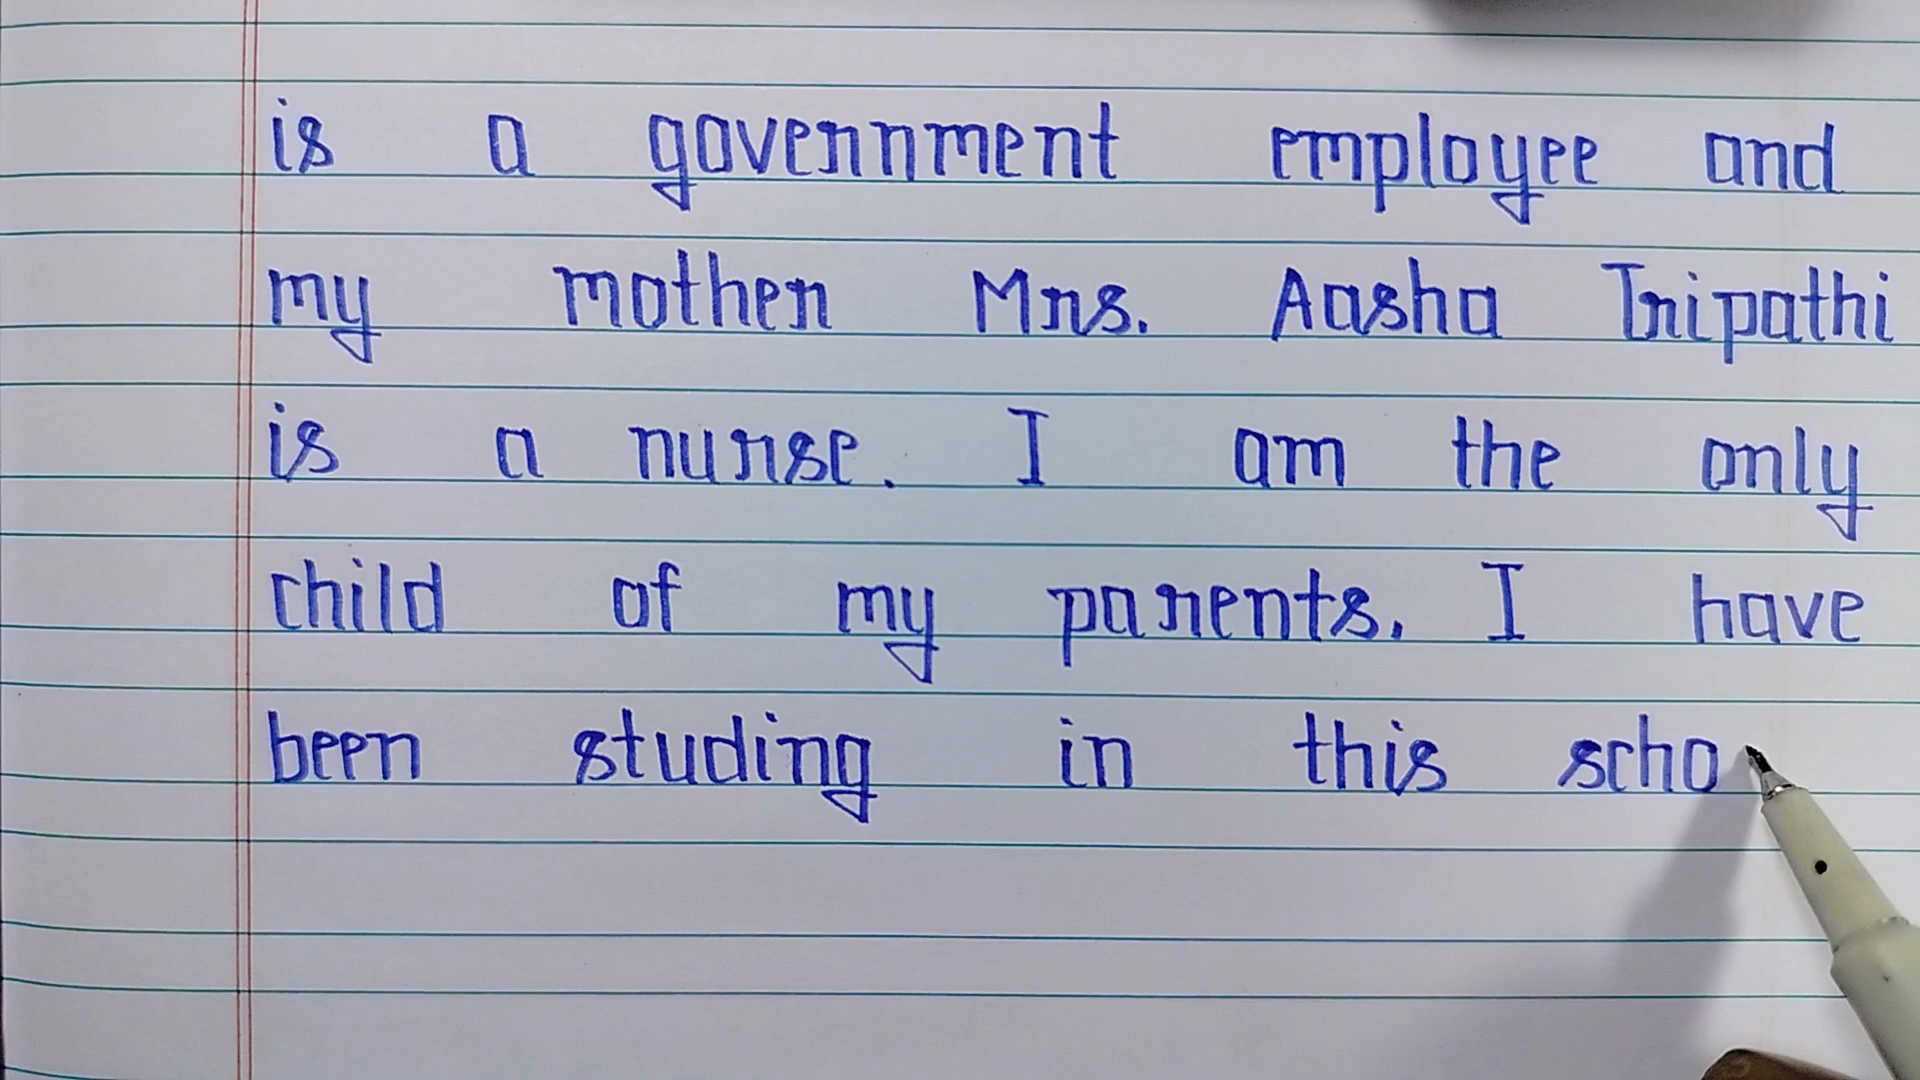 is a government employee and
my mother Mrs. Aasha Tripathi
is a nurse. I am the only
child of my parents. I have
been studing in this scho